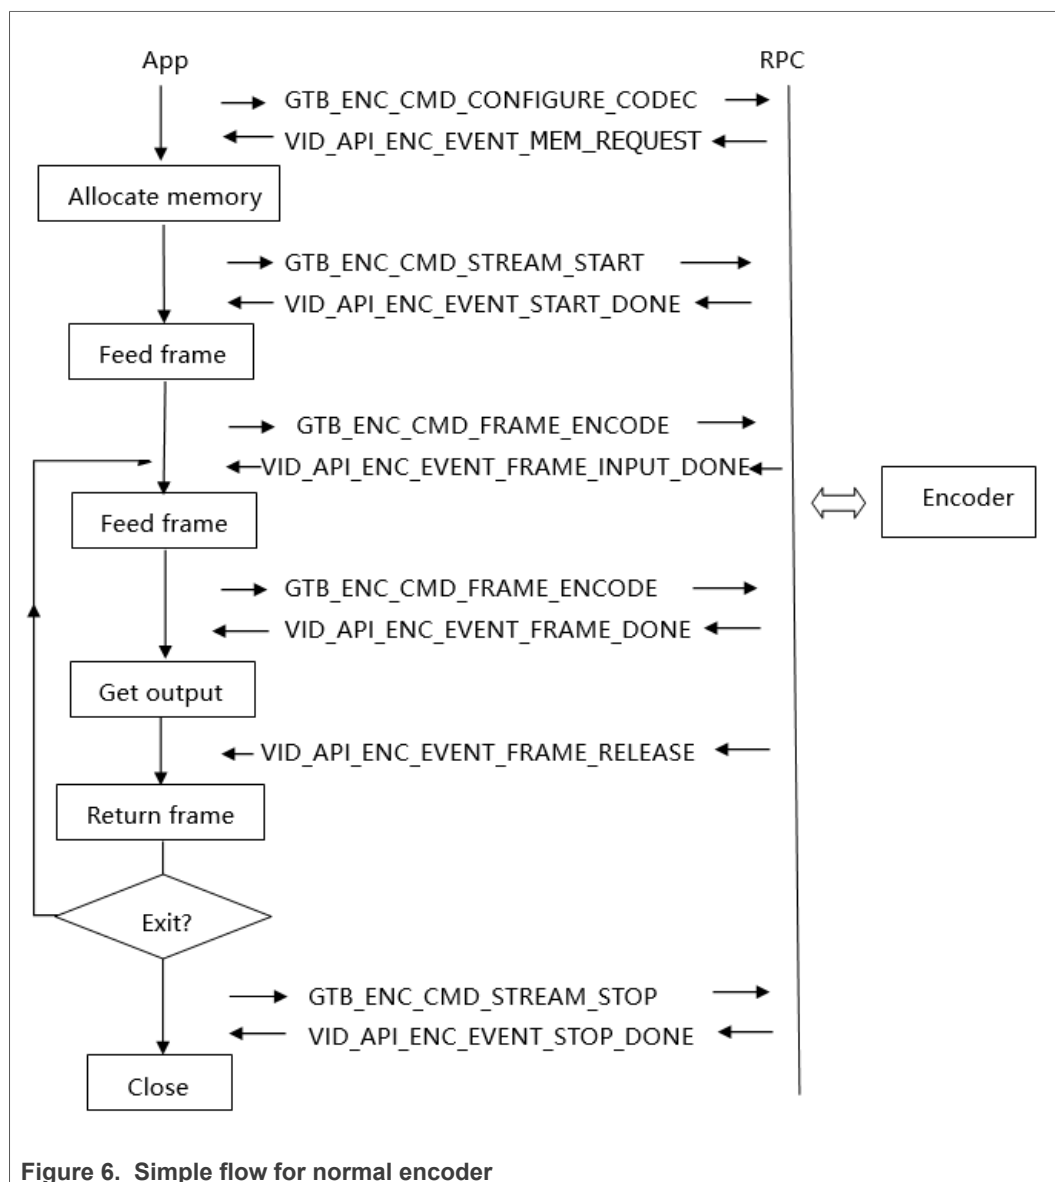 App
RPC
GTB_ENC_CMD_CONFIGURE_CODEC
VID_API_ENC_EVENT_MEM_REQUEST
Allocate memory
GTB_ENC_CMD_STREAM_START
VID_API_ENC_EVENT_START_DONE
Feed frame
GTB_ENC_CMD_FRAME_ENCODE
VID_API_ENC_EVENT_FRAME_INPUT_DONE
Encoder
Feed frame
GTB_ENC_CMD_FRAME_ENCODE
VID_API_ENC_EVENT_FRAME_DONE
Get output
VID_API_ENC_EVENT_FRAME_RELEASE
Return frame
Exit?
GTB_ENC_CMD_STREAM_STOP
VID_API_ENC_EVENT_STOP_DONE
Close
Figure 6. Simple flow for normal encoder